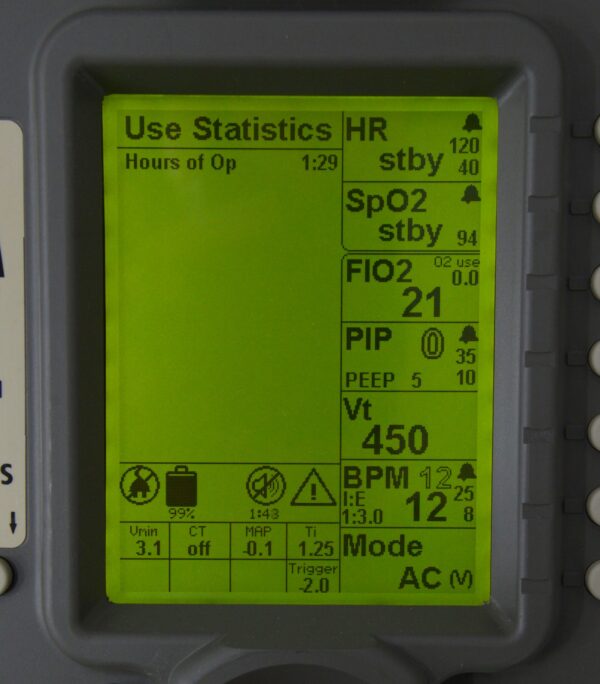 Use Statistics
Hours of Op 1:29
HR
120
stby 40
SpO2
stby 94
FIO2 O2 use
0.0
21
PIP 0
35
PEEP 5 10
Vt
450
BPM 12
25
I:E
1:3.0 12 8
Mode
AC (V)
99% 1:43
Vmin CT MAP Ti
3.1 off -0.1 1.25
Trigger
-2.0
S